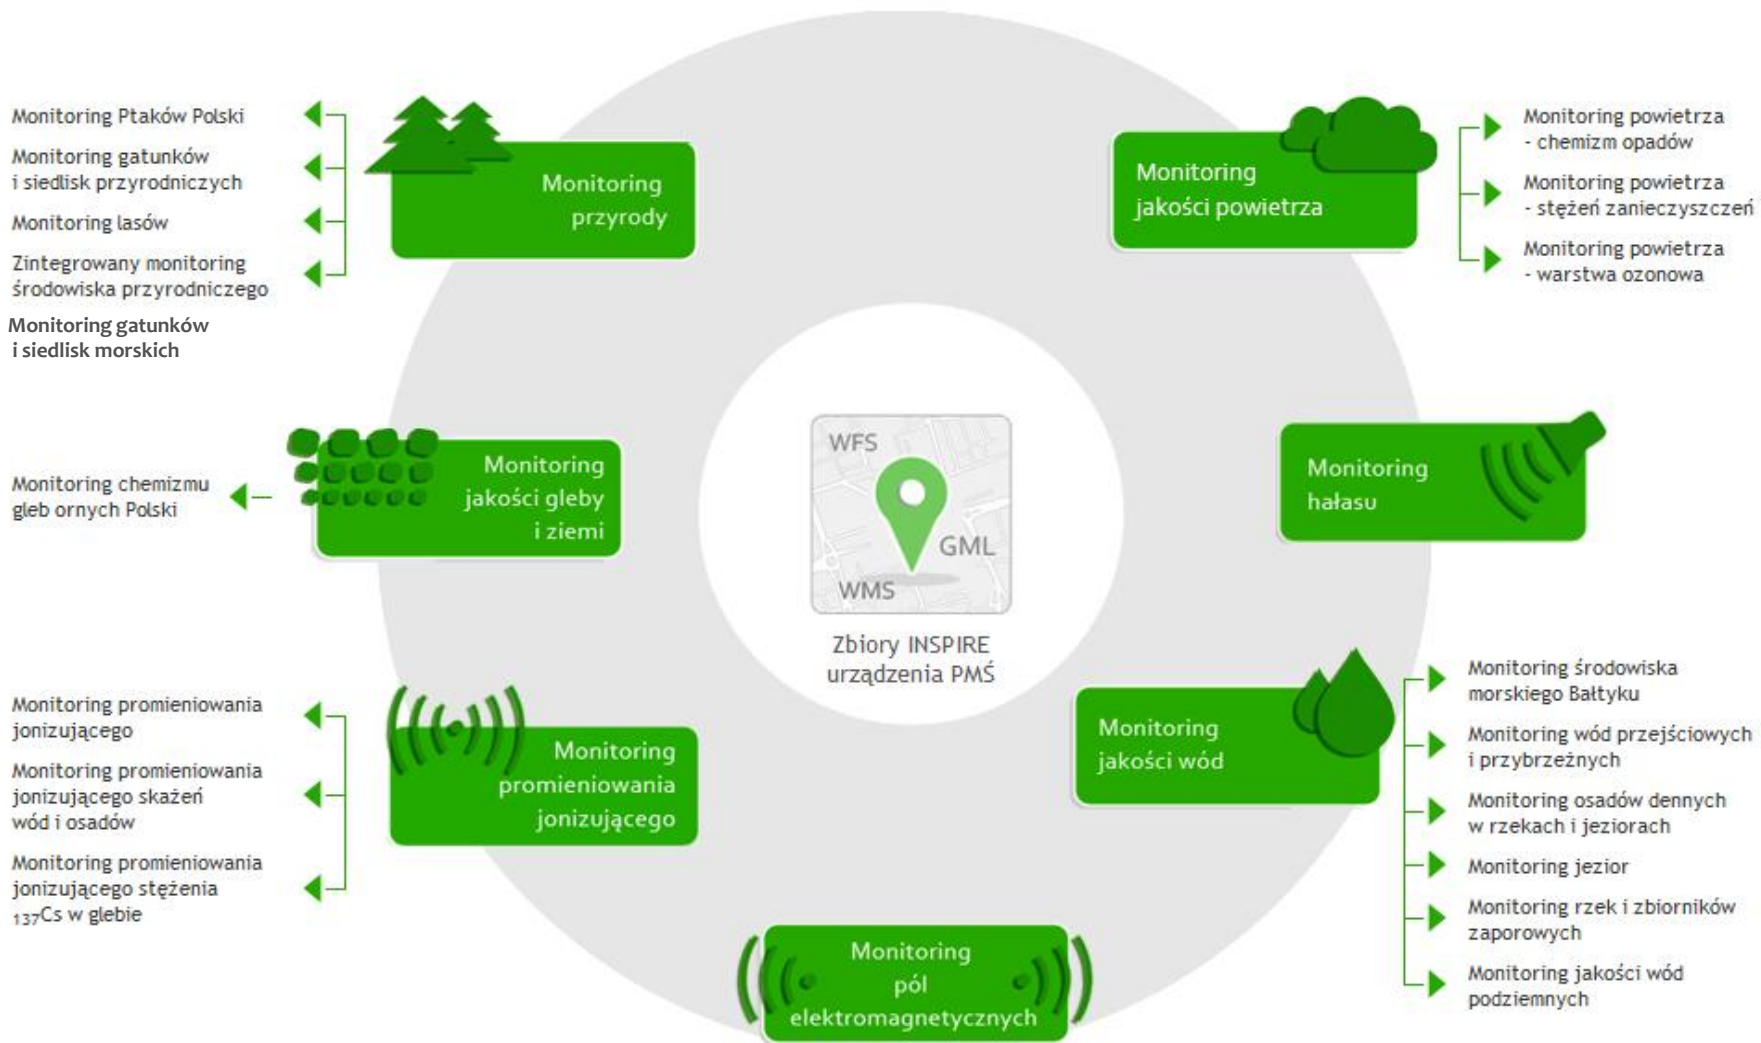 Monitoring Ptaków Polski
Monitoring gatunków
i siedlisk przyrodniczych
Monitoring lasów
Zintegrowany monitoring
środowiska przyrodniczego
Monitoring gatunków
i siedlisk morskich
Monitoring
przyrody
Monitoring
jakości powietrza
Monitoring powietrza
- chemizm opadów
Monitoring powietrza
- stężeń zanieczyszczeń
Monitoring powietrza
- warstwa ozonowa
Monitoring chemizmu
gleb ornych Polski
Monitoring
jakości gleby
i ziemi
WFS
GML
WMS
Zbiory INSPIRE
urządzenia PMŚ
Monitoring
hałasu
Monitoring promieniowania
jonizującego
Monitoring promieniowania
jonizującego skażeń
wód i osadów
Monitoring promieniowania
jonizującego stężenia
137Cs w glebie
Monitoring
promieniowania
jonizującego
Monitoring
jakości wód
Monitoring środowiska
morskiego Bałtyku
Monitoring wód przejściowych
i przybrzeżnych
Monitoring osadów dennych
w rzekach i jeziorach
Monitoring jezior
Monitoring rzek i zbiorników
zaporowych
Monitoring jakości wód
podziemnych
Monitoring
pól
elektromagnetycznych